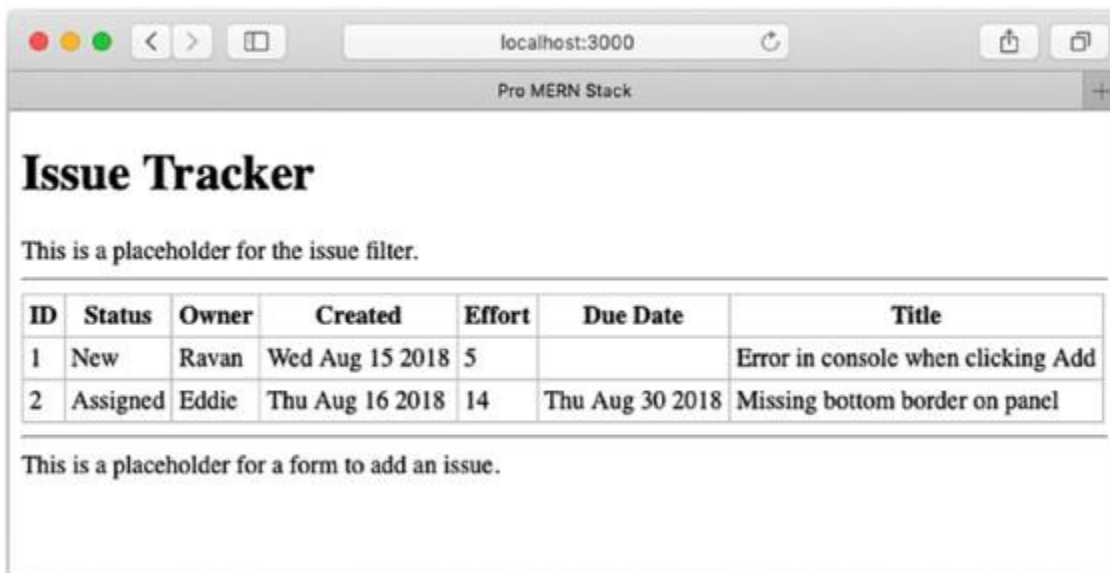 localhost:3000
Pro MERN Stack
Issue Tracker
This is a placeholder for the issue filter.
ID Status Owner Created Effort Due Date Title
1 New Ravan Wed Aug 15 2018 5 Error in console when clicking Add
2 Assigned Eddie Thu Aug 16 2018 14 Thu Aug 30 2018 Missing bottom border on panel
This is a placeholder for a form to add an issue.